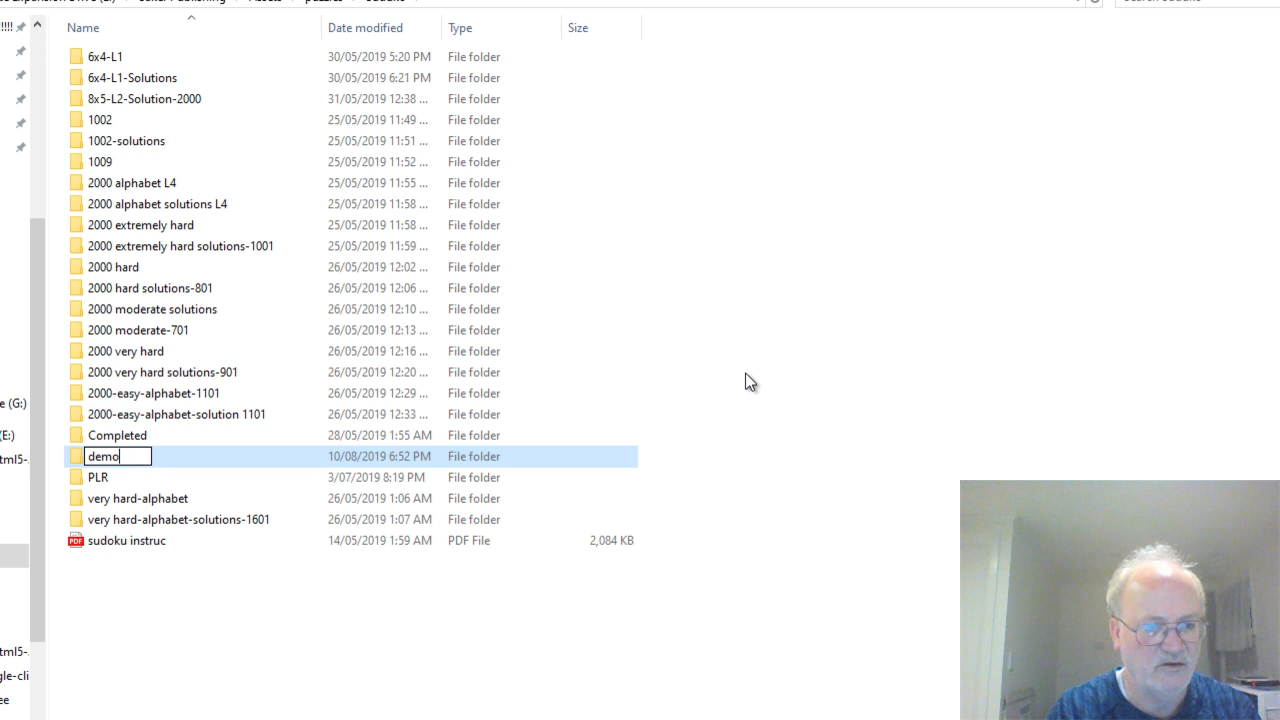 !!!!!
Name Date modified Type Size
6x4-L1 30/05/2019 5:20 PM File folder
6x4-L1-Solutions 30/05/2019 6:21 PM File folder
8x5-L2-Solution-2000 31/05/2019 12:38 ... File folder
1002 25/05/2019 11:49 ... File folder
1002-solutions 25/05/2019 11:51 ... File folder
1009 25/05/2019 11:52 ... File folder
2000 alphabet L4 25/05/2019 11:55 ... File folder
2000 alphabet solutions L4 25/05/2019 11:58 ... File folder
2000 extremely hard 25/05/2019 11:58 ... File folder
2000 extremely hard solutions-1001 25/05/2019 11:59 ... File folder
2000 hard 26/05/2019 12:02 ... File folder
2000 hard solutions-801 26/05/2019 12:06 ... File folder
2000 moderate solutions 26/05/2019 12:10 ... File folder
2000 moderate-701 26/05/2019 12:13 ... File folder
2000 very hard 26/05/2019 12:16 ... File folder
2000 very hard solutions-901 26/05/2019 12:20 ... File folder
2000-easy-alphabet-1101 26/05/2019 12:29 ... File folder
e (G:)
2000-easy-alphabet-solution 1101 26/05/2019 12:33 ... File folder
(E:) Completed 28/05/2019 1:55 AM File folder
tml5- demo 10/08/2019 6:52 PM File folder
PLR 3/07/2019 8:19 PM File folder
very hard-alphabet 26/05/2019 1:06 AM File folder
very hard-alphabet-solutions-1601 26/05/2019 1:07 AM File folder
PDF sudoku instruc 14/05/2019 1:59 AM PDF File 2,084 KB
tml5-
gle-cli
ee